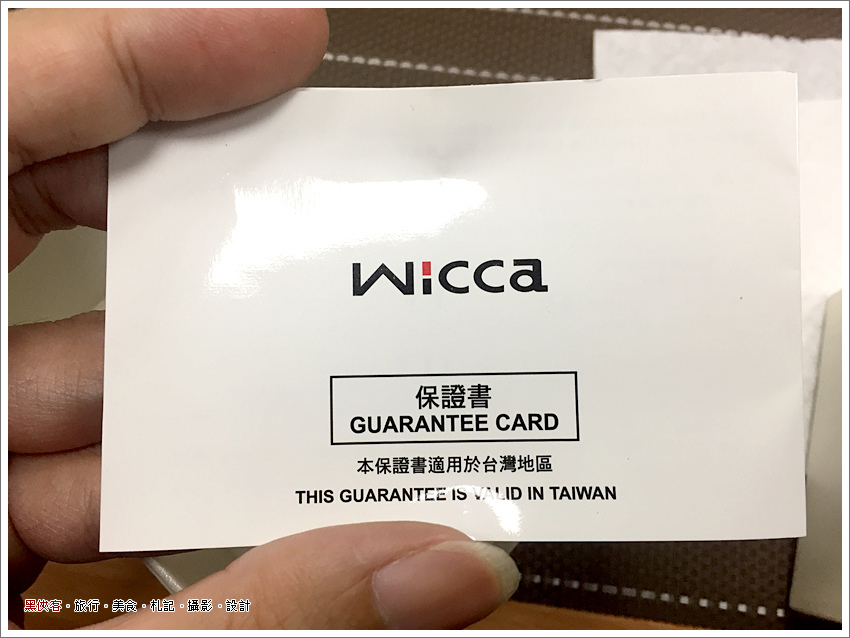 wicca
保證書
GUARANTEE CARD
本保證書適用於台灣地區
THIS GUARANTEE IS VALID IN TAIWAN
黑俠客・旅行・美食・札記・攝影・設計